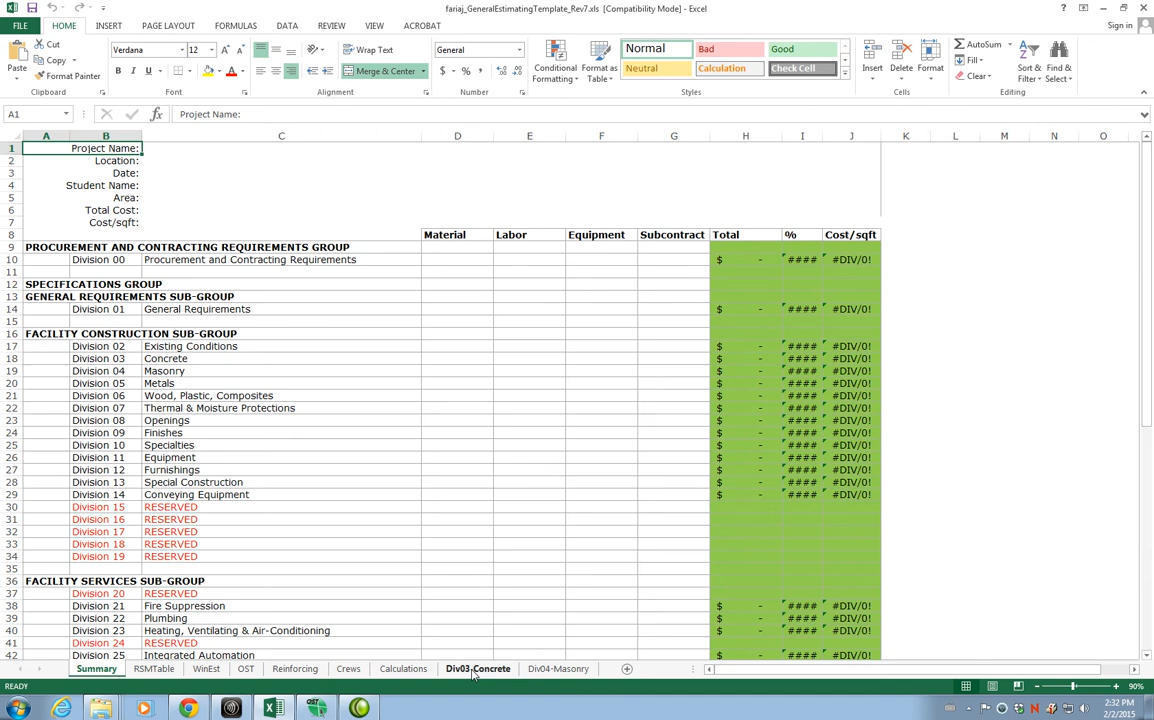 fariaj_GeneralEstimatingTemplate_Rev7.xls [Compatibility Mode] - Excel
FILE HOME INSERT PAGE LAYOUT FORMULAS DATA REVIEW VIEW ACROBAT Sign in
Paste Cut Copy Format Painter Clipboard
Verdana 12 A A B I U A Font
Wrap Text Merge & Center Alignment
General $ % , Number
Conditional Formatting Format as Table
Normal Bad Good
Neutral Calculation Check Cell
Styles
Insert Delete Format Cells
AutoSum Fill Clear Sort & Filter Find & Select Editing
A1 fx Project Name:
A B C D E F G H I J K L M N O
1 Project Name:
2 Location:
3 Date:
4 Student Name:
5 Area:
6 Total Cost:
7 Cost/sqft:
8 Material Labor Equipment Subcontract Total % Cost/sqft
9 PROCUREMENT AND CONTRACTING REQUIREMENTS GROUP
10 Division 00 Procurement and Contracting Requirements $ - #### #DIV/0!
11
12 SPECIFICATIONS GROUP
13 GENERAL REQUIREMENTS SUB-GROUP
14 Division 01 General Requirements $ - #### #DIV/0!
15
16 FACILITY CONSTRUCTION SUB-GROUP
17 Division 02 Existing Conditions $ - #### #DIV/0!
18 Division 03 Concrete $ - #### #DIV/0!
19 Division 04 Masonry $ - #### #DIV/0!
20 Division 05 Metals $ - #### #DIV/0!
21 Division 06 Wood, Plastic, Composites $ - #### #DIV/0!
22 Division 07 Thermal & Moisture Protections $ - #### #DIV/0!
23 Division 08 Openings $ - #### #DIV/0!
24 Division 09 Finishes $ - #### #DIV/0!
25 Division 10 Specialties $ - #### #DIV/0!
26 Division 11 Equipment $ - #### #DIV/0!
27 Division 12 Furnishings $ - #### #DIV/0!
28 Division 13 Special Construction $ - #### #DIV/0!
29 Division 14 Conveying Equipment $ - #### #DIV/0!
30 Division 15 RESERVED
31 Division 16 RESERVED
32 Division 17 RESERVED
33 Division 18 RESERVED
34 Division 19 RESERVED
35
36 FACILITY SERVICES SUB-GROUP
37 Division 20 RESERVED
38 Division 21 Fire Suppression $ - #### #DIV/0!
39 Division 22 Plumbing $ - #### #DIV/0!
40 Division 23 Heating, Ventilating & Air-Conditioning $ - #### #DIV/0!
41 Division 24 RESERVED
42 Division 25 Integrated Automation $ - #### #DIV/0!
Summary RSMTable WinEst OST Reinforcing Crews Calculations Div03-Concrete Div04-Masonry
READY 90%
2:32 PM
2/2/2015